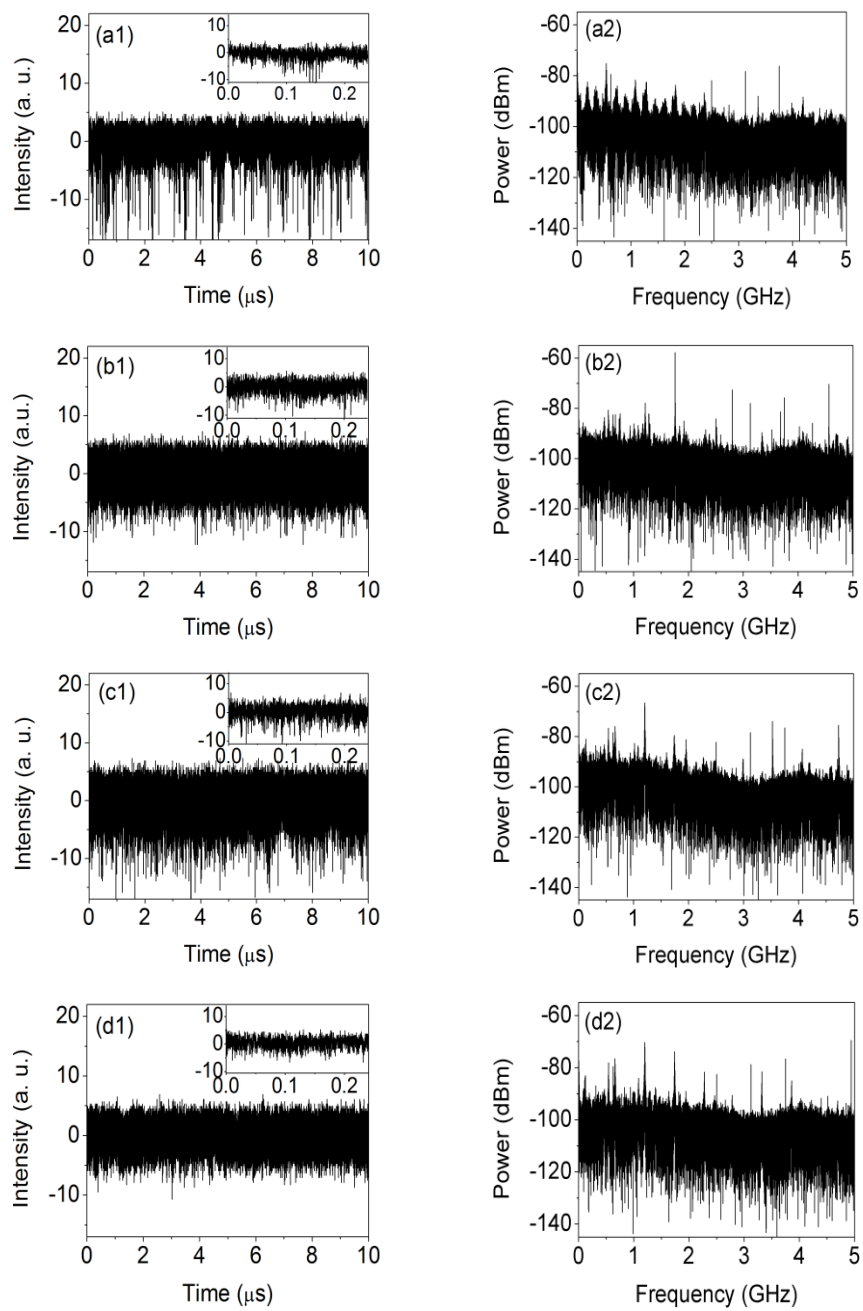 (a1)
20
10
0
-10
Intensity (a. u.)
0 2 4 6 8 10
Time (μs)
10
0
-10
0.0 0.1 0.2
(a2)
-60
-80
-100
-120
-140
Power (dBm)
0 1 2 3 4 5
Frequency (GHz)
(b1)
20
10
0
-10
Intensity (a.u.)
0 2 4 6 8 10
Time (μs)
10
0
-10
0.0 0.1 0.2
(b2)
-60
-80
-100
-120
-140
Power (dBm)
0 1 2 3 4 5
Frequency (GHz)
(c1)
20
10
0
-10
Intensity (a. u.)
0 2 4 6 8 10
Time (μs)
10
0
-10
0.0 0.1 0.2
(c2)
-60
-80
-100
-120
-140
Power (dBm)
0 1 2 3 4 5
Frequency (GHz)
(d1)
20
10
0
-10
Intensity (a. u.)
0 2 4 6 8 10
Time (μs)
10
0
-10
0.0 0.1 0.2
(d2)
-60
-80
-100
-120
-140
Power (dBm)
0 1 2 3 4 5
Frequency (GHz)